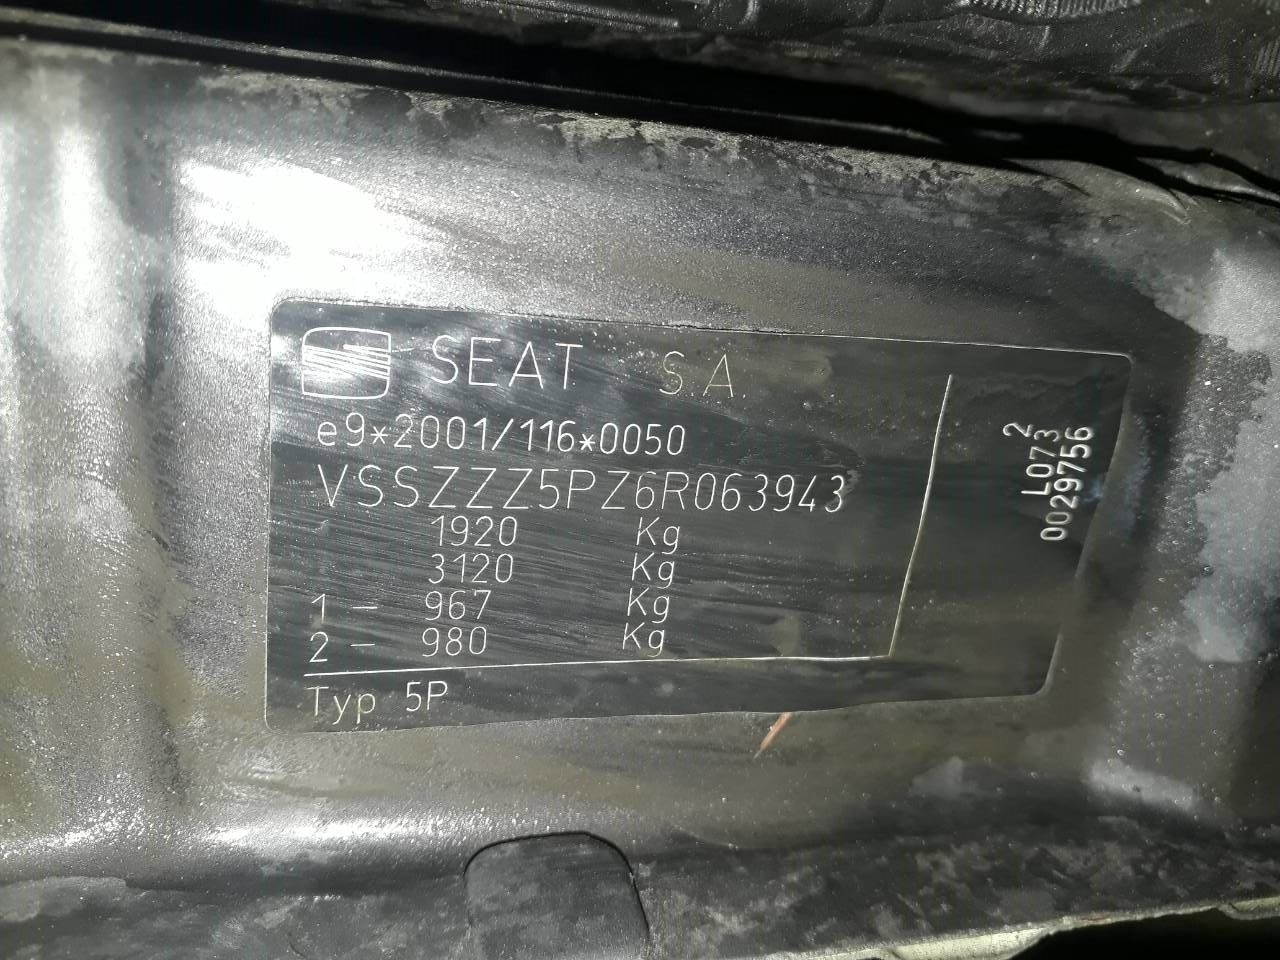 SEAT S.A.
e9*2001/116*0050
VSSZZZ5PZ6R063943
1920 Kg
3120 Kg
1 - 967 Kg
2 - 980 Kg
Typ 5P
2
L073
0029756